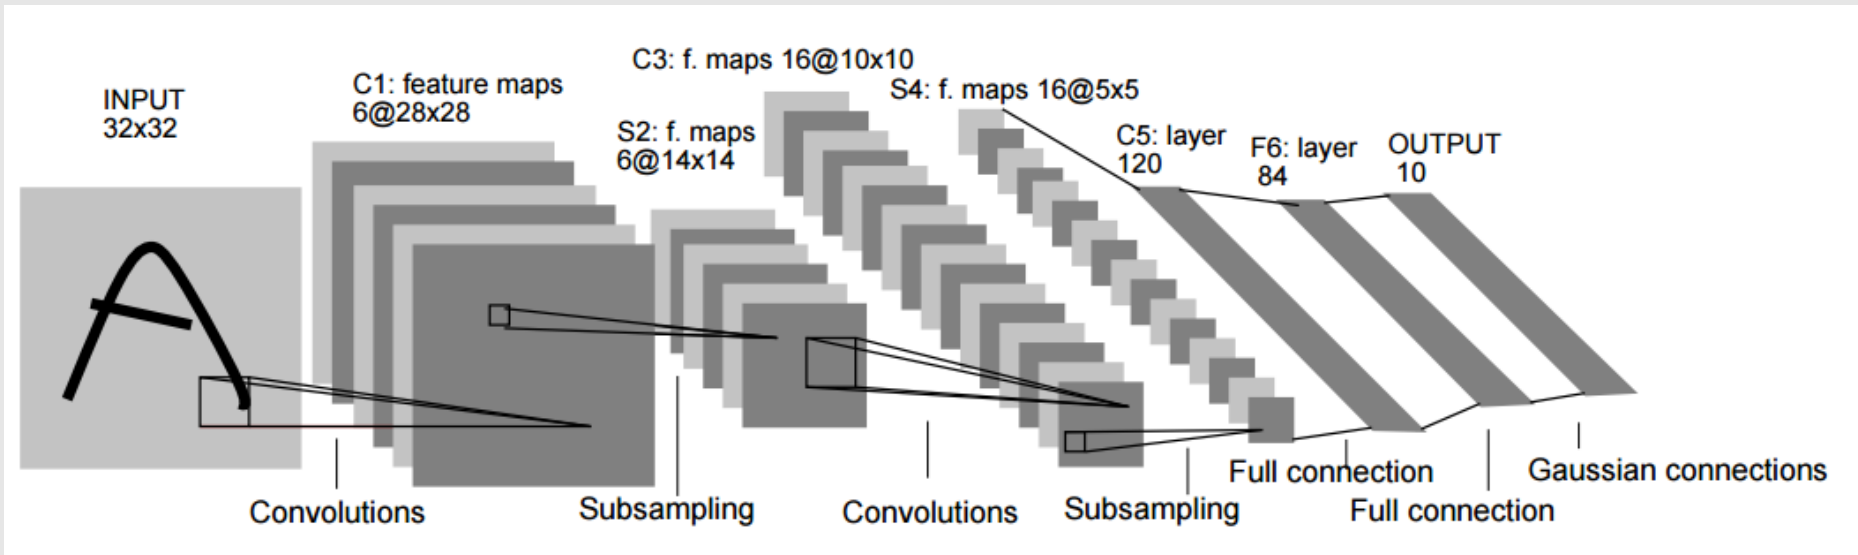 INPUT
32x32
C1: feature maps
6@28x28
S2: f. maps
6@14x14
C3: f. maps 16@10x10
S4: f. maps 16@5x5
C5: layer
120
F6: layer
84
OUTPUT
10
Convolutions
Subsampling
Convolutions
Subsampling
Full connection
Full connection
Gaussian connections